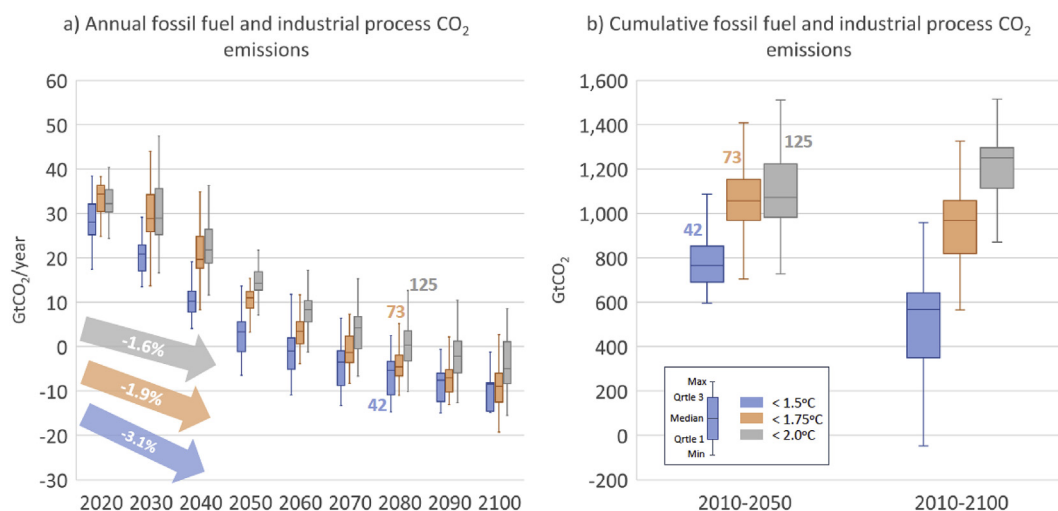 a) Annual fossil fuel and industrial process CO₂
emissions
60
50
40
30
20
10
0
-10
-20
-30
GtCO₂/year
125
73
42
-1.6%
-1.9%
-3.1%
2020 2030 2040 2050 2060 2070 2080 2090 2100
b) Cumulative fossil fuel and industrial process CO₂
emissions
1,600
1,400
1,200
1,000
800
600
400
200
0
-200
GtCO₂
125
73
42
Max
Qrtle 3
Median
Qrtle 1
Min
< 1.5ºC
< 1.75ºC
< 2.0ºC
2010-2050 2010-2100